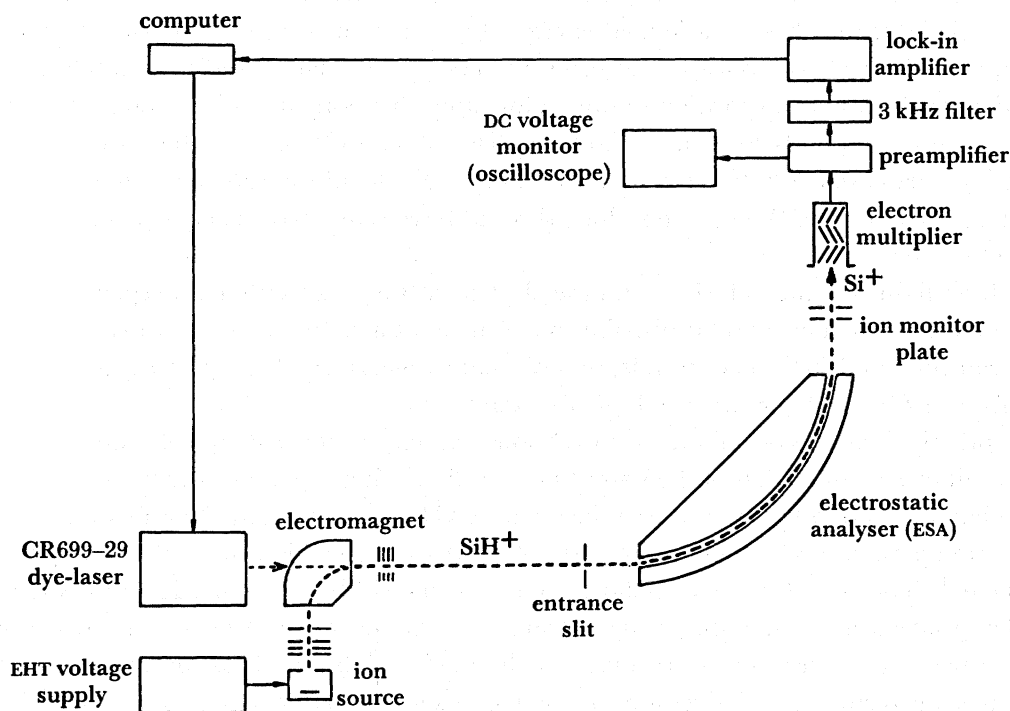 computer
lock-in
amplifier
3 kHz filter
DC voltage
monitor
(oscilloscope)
preamplifier
electron
multiplier
Si+
ion monitor
plate
electrostatic
analyser (ESA)
electromagnet
SiH+
CR699–29
dye-laser
entrance
slit
EHT voltage
supply
ion
source